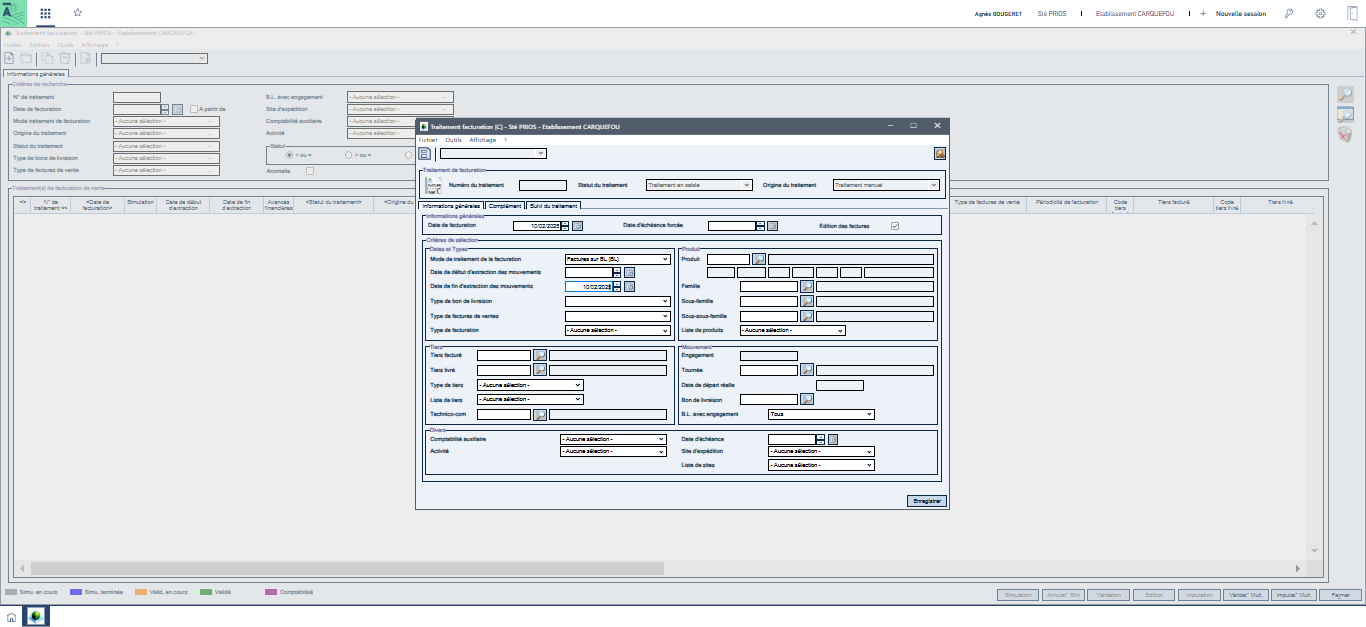 Agnès BOUGERET Sté PRIOS I Etablissement CARQUEFOU I + Nouvelle session
Traitement facturation - Sté PRIOS - Etablissement CARQUEFOU
Fichier Edition Outils Affichage ?
Informations générales
Critères de recherche
N° de traitement
B.L. avec engagement - Aucune sélection -
Date de facturation A partir de
Site d'expédition - Aucune sélection -
Mode traitement de facturation - Aucune sélection -
Comptabilité auxiliaire - Aucune sélection -
Origine du traitement - Aucune sélection -
Activité - Aucune sélection -
Statut du traitement - Aucune sélection -
Statut
< ou = > ou =
Type de bons de livraison - Aucune sélection -
Type de factures de vente - Aucune sélection -
Anomalie
Traitement(s) de facturation de vente
<> N° de traitement << <Date de facturation> Simulation Date de début d'extraction Date de fin d'extraction Avances financières <Statut du traitement> <Origine du
Type de factures de vente Périodicité de facturation Code tiers Tiers facturé Code tiers livré Tiers livré
Traitement facturation [C] - Sté PRIOS - Etablissement CARQUEFOU
Fichier Outils Affichage ?
Traitement de facturation
Numéro du traitement Statut du traitement Traitement en saisie Origine du traitement Traitement manuel
Informations générales Complément Suivi du traitement
Informations générales
Date de facturation 10/02/2025 Date d'échéance forcée Edition des factures
Critères de sélection
Dates et Types
Mode de traitement de la facturation Factures sur BL (BL)
Date de début d'extraction des mouvements
Date de fin d'extraction des mouvements 10/02/2025
Type de bon de livraison
Type de factures de ventes
Type de facturation - Aucune sélection -
Produit
Produit
Famille
Sous-famille
Sous-sous-famille
Liste de produits - Aucune sélection -
Tiers
Tiers facturé
Tiers livré
Type de tiers - Aucune sélection -
Liste de tiers - Aucune sélection -
Technico-com
Mouvement
Engagement
Tournée
Date de départ réelle
Bon de livraison
B.L. avec engagement Tous
Divers
Comptabilité auxiliaire - Aucune sélection -
Activité - Aucune sélection -
Date d'échéance
Site d'expédition - Aucune sélection -
Liste de sites - Aucune sélection -
Enregistrer
Simu. en cours Simu. terminée Valid. en cours Validé Comptabilisé
Simulation Annulat° Sim Validation Edition Imputation Validat° Mult. Imputat° Mult. Fermer